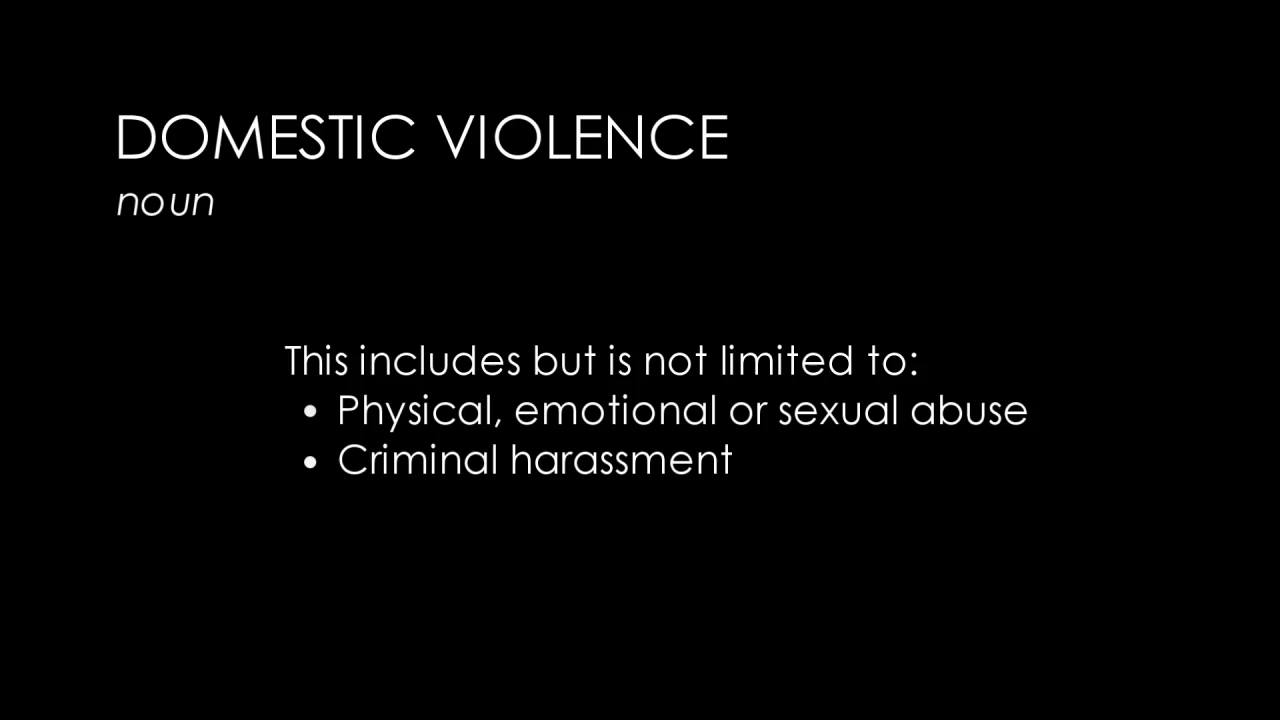 DOMESTIC VIOLENCE
noun
This includes but is not limited to:
• Physical, emotional or sexual abuse
• Criminal harassment